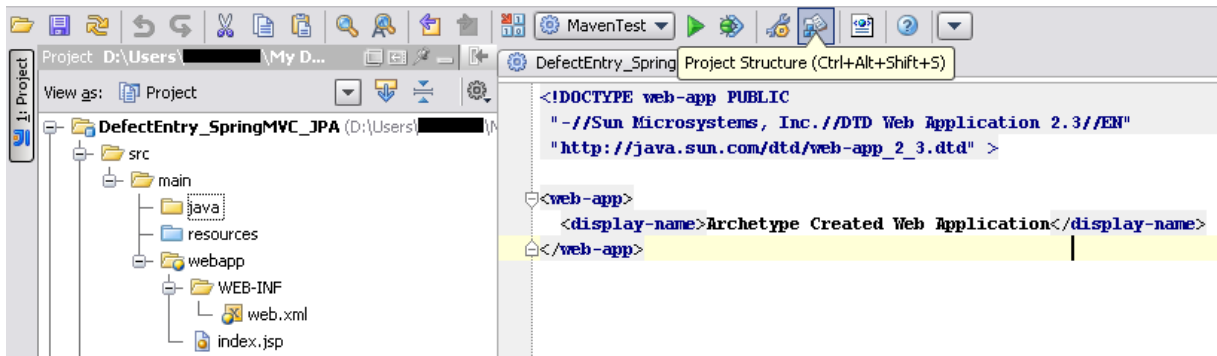 MavenTest
Project Structure (Ctrl+Alt+Shift+S)
1: Project
Project D:\Users\ \My D...
View as: Project
DefectEntry_SpringMVC_JPA (D:\Users\
src
main
java
resources
webapp
WEB-INF
web.xml
index.jsp
DefectEntry_Spring
<!DOCTYPE web-app PUBLIC
"-//Sun Microsystems, Inc.//DTD Web Application 2.3//EN"
"http://java.sun.com/dtd/web-app_2_3.dtd" >
<web-app>
<display-name>Archetype Created Web Application</display-name>
</web-app>